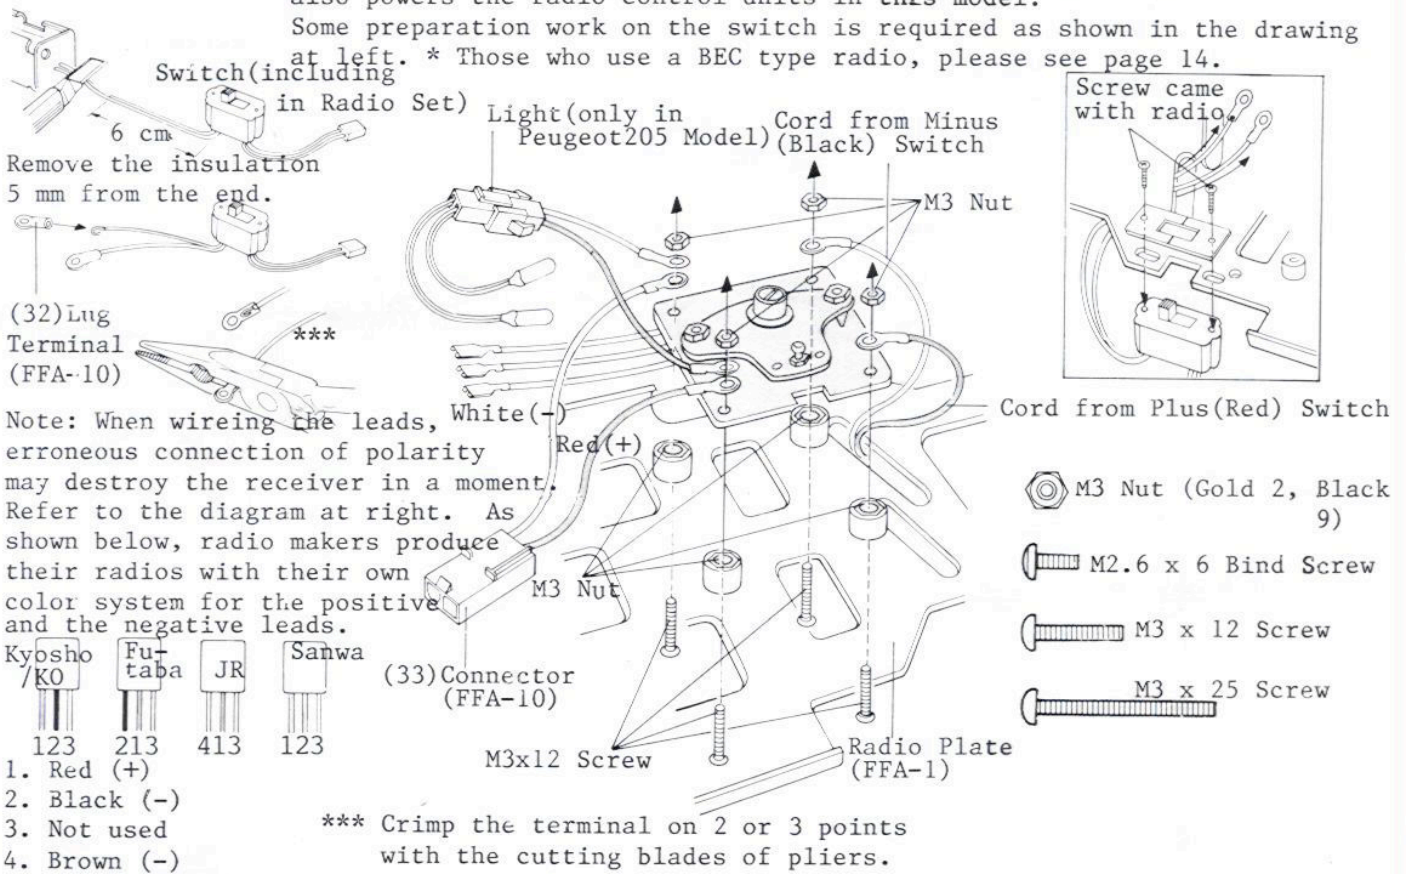 also powers the radio control units in this model.
Some preparation work on the switch is required as shown in the drawing
at left. * Those who use a BEC type radio, please see page 14.
Switch(including
in Radio Set)
6 cm
Remove the insulation
5 mm from the end.
(32)Lug
Terminal
(FFA-10)
***
Light(only in
Peugeot205 Model)
Cord from Minus
(Black) Switch
M3 Nut
Screw came
with radio
White(-)
Red(+)
Cord from Plus(Red) Switch
Note: When wireing the leads,
erroneous connection of polarity
may destroy the receiver in a moment.
Refer to the diagram at right. As
shown below, radio makers produce
their radios with their own
color system for the positive
and the negative leads.
M3 Nut
(33)Connector
(FFA-10)
M3x12 Screw
Radio Plate
(FFA-1)
M3 Nut (Gold 2, Black
9)
M2.6 x 6 Bind Screw
M3 x 12 Screw
M3 x 25 Screw
Kyosho
/KO
Fu-
taba
JR
Sanwa
123
213
413
123
1. Red (+)
2. Black (-)
3. Not used
4. Brown (-)
*** Crimp the terminal on 2 or 3 points
with the cutting blades of pliers.